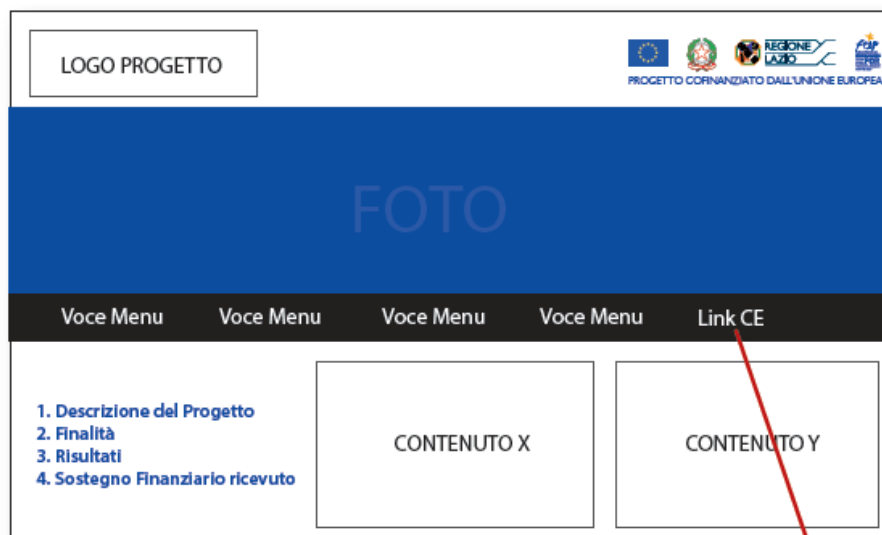 LOGO PROGETTO
REGIONE
LAZIO
PROGETTO COFINANZIATO DALL'UNIONE EUROPEA
FOTO
Voce Menu Voce Menu Voce Menu Voce Menu Link CE
1. Descrizione del Progetto
2. Finalità
3. Risultati
4. Sostegno Finanziario ricevuto
CONTENUTO X
CONTENUTO Y